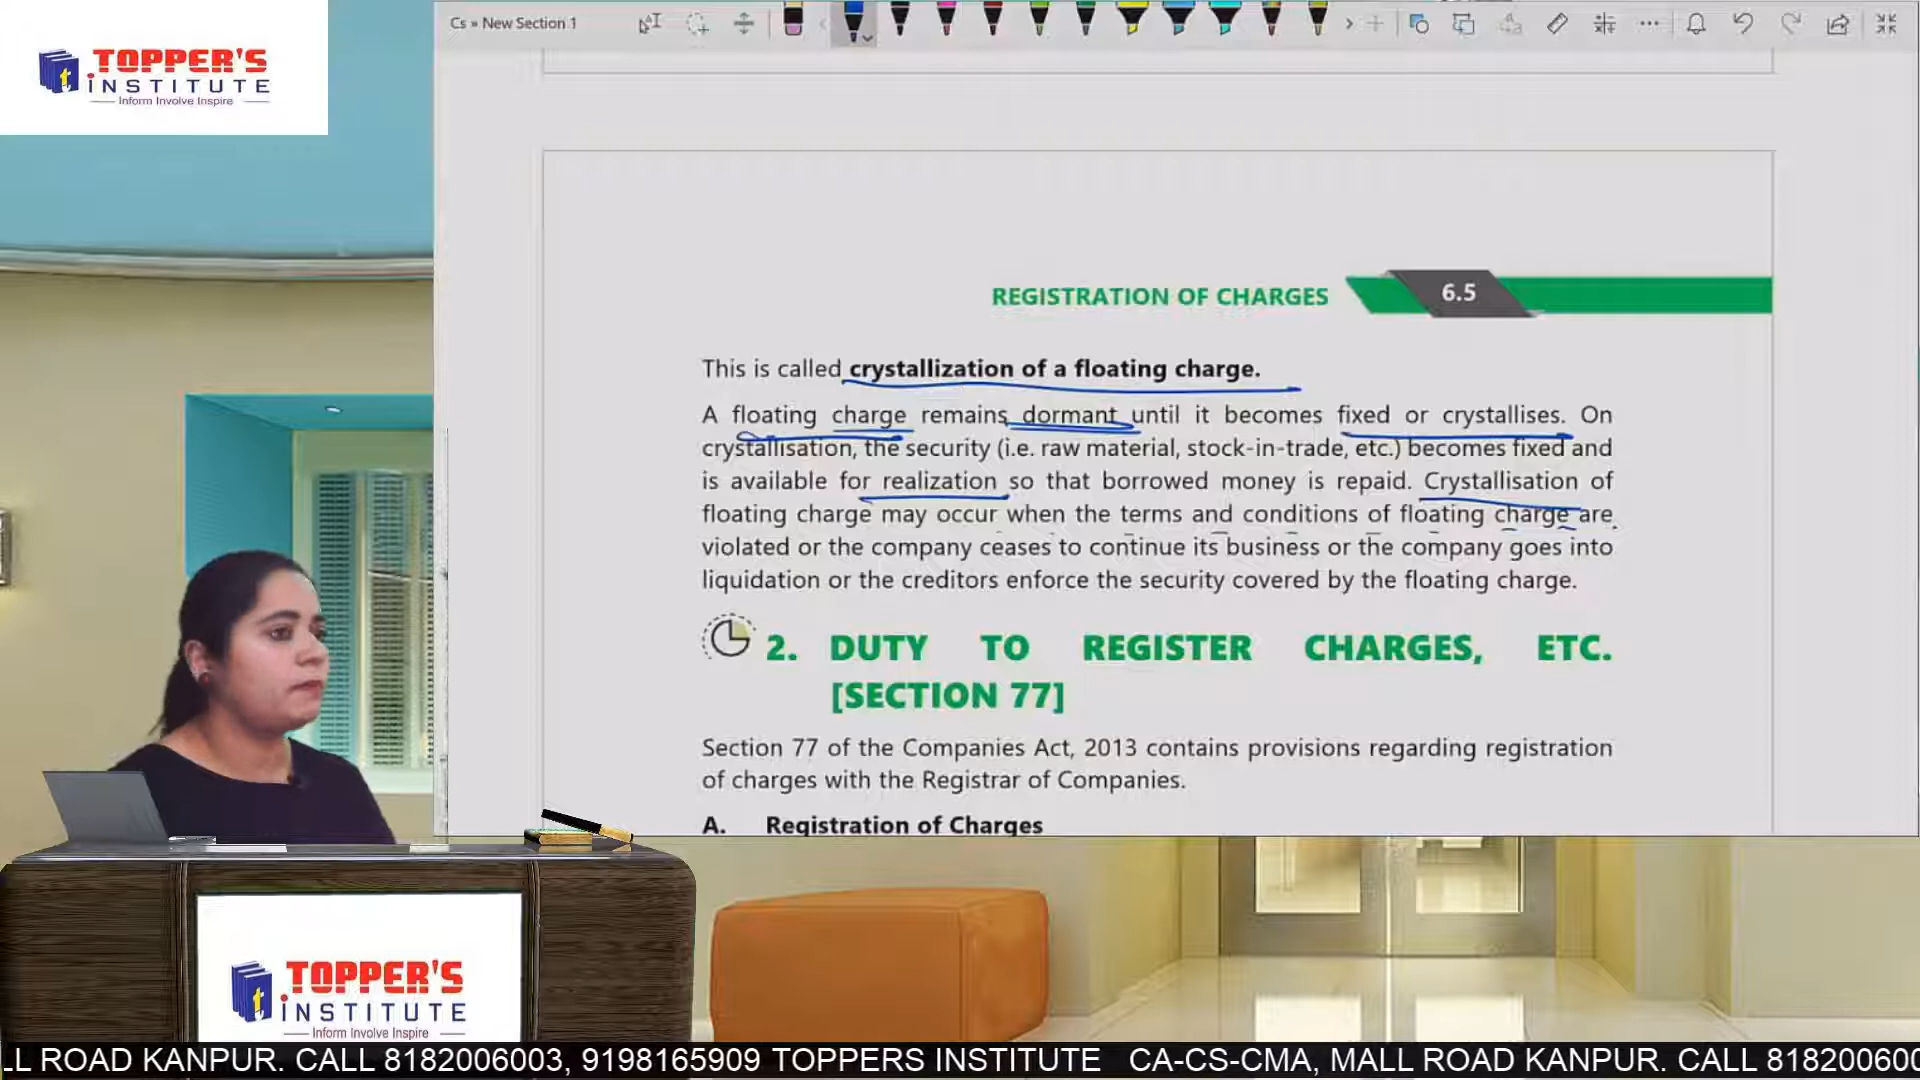 TOPPER'S
INSTITUTE
Inform Involve Inspire
Cs » New Section 1
REGISTRATION OF CHARGES
6.5
This is called crystallization of a floating charge.
A floating charge remains dormant until it becomes fixed or crystallises. On
crystallisation, the security (i.e. raw material, stock-in-trade, etc.) becomes fixed and
is available for realization so that borrowed money is repaid. Crystallisation of
floating charge may occur when the terms and conditions of floating charge are
violated or the company ceases to continue its business or the company goes into
liquidation or the creditors enforce the security covered by the floating charge.
2. DUTY TO REGISTER CHARGES, ETC.
[SECTION 77]
Section 77 of the Companies Act, 2013 contains provisions regarding registration
of charges with the Registrar of Companies.
A. Registration of Charges
t
TOPPER'S
INSTITUTE
Inform Involve Inspire
LL ROAD KANPUR. CALL 8182006003, 9198165909 TOPPERS INSTITUTE CA-CS-CMA, MALL ROAD KANPUR. CALL 818200600